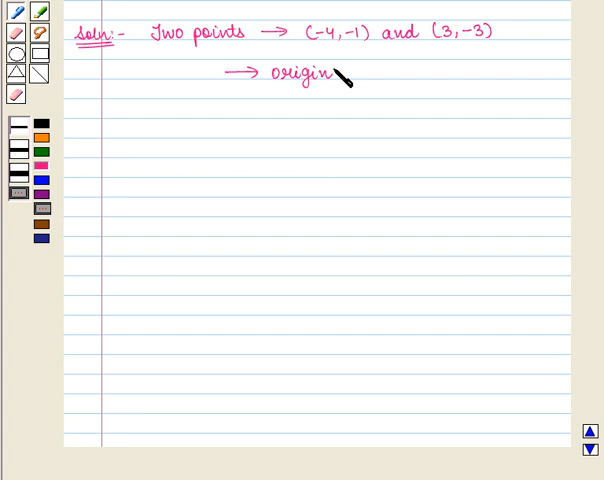 Soln:- Two points → (-4,-1) and (3,-3)
→ origin